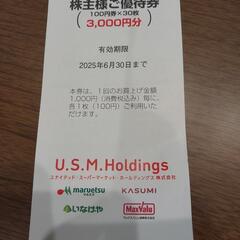 株主様ご優待券
(100円券×30枚)
3,000円分
有効期限
2025年6月30日まで
本券は、1回のお買上げ金額
1,000円(消費税込み)毎に、
各1枚(100円)ご利用いた
だけます。
U.S.M.Holdings
ユナイテッド・スーパーマーケット・ホールディングス株式会社
maruetsu
KASUMI
いなげや
MaxValu